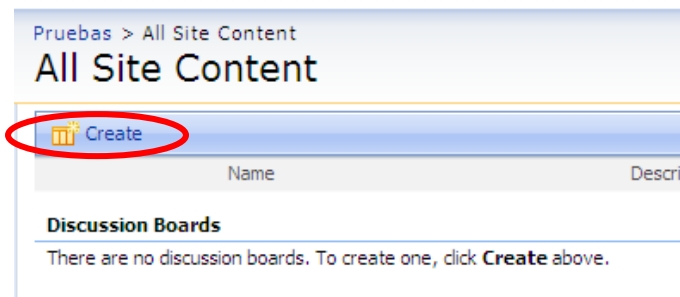 Pruebas > All Site Content
All Site Content
Create
Name Descri
Discussion Boards
There are no discussion boards. To create one, click Create above.